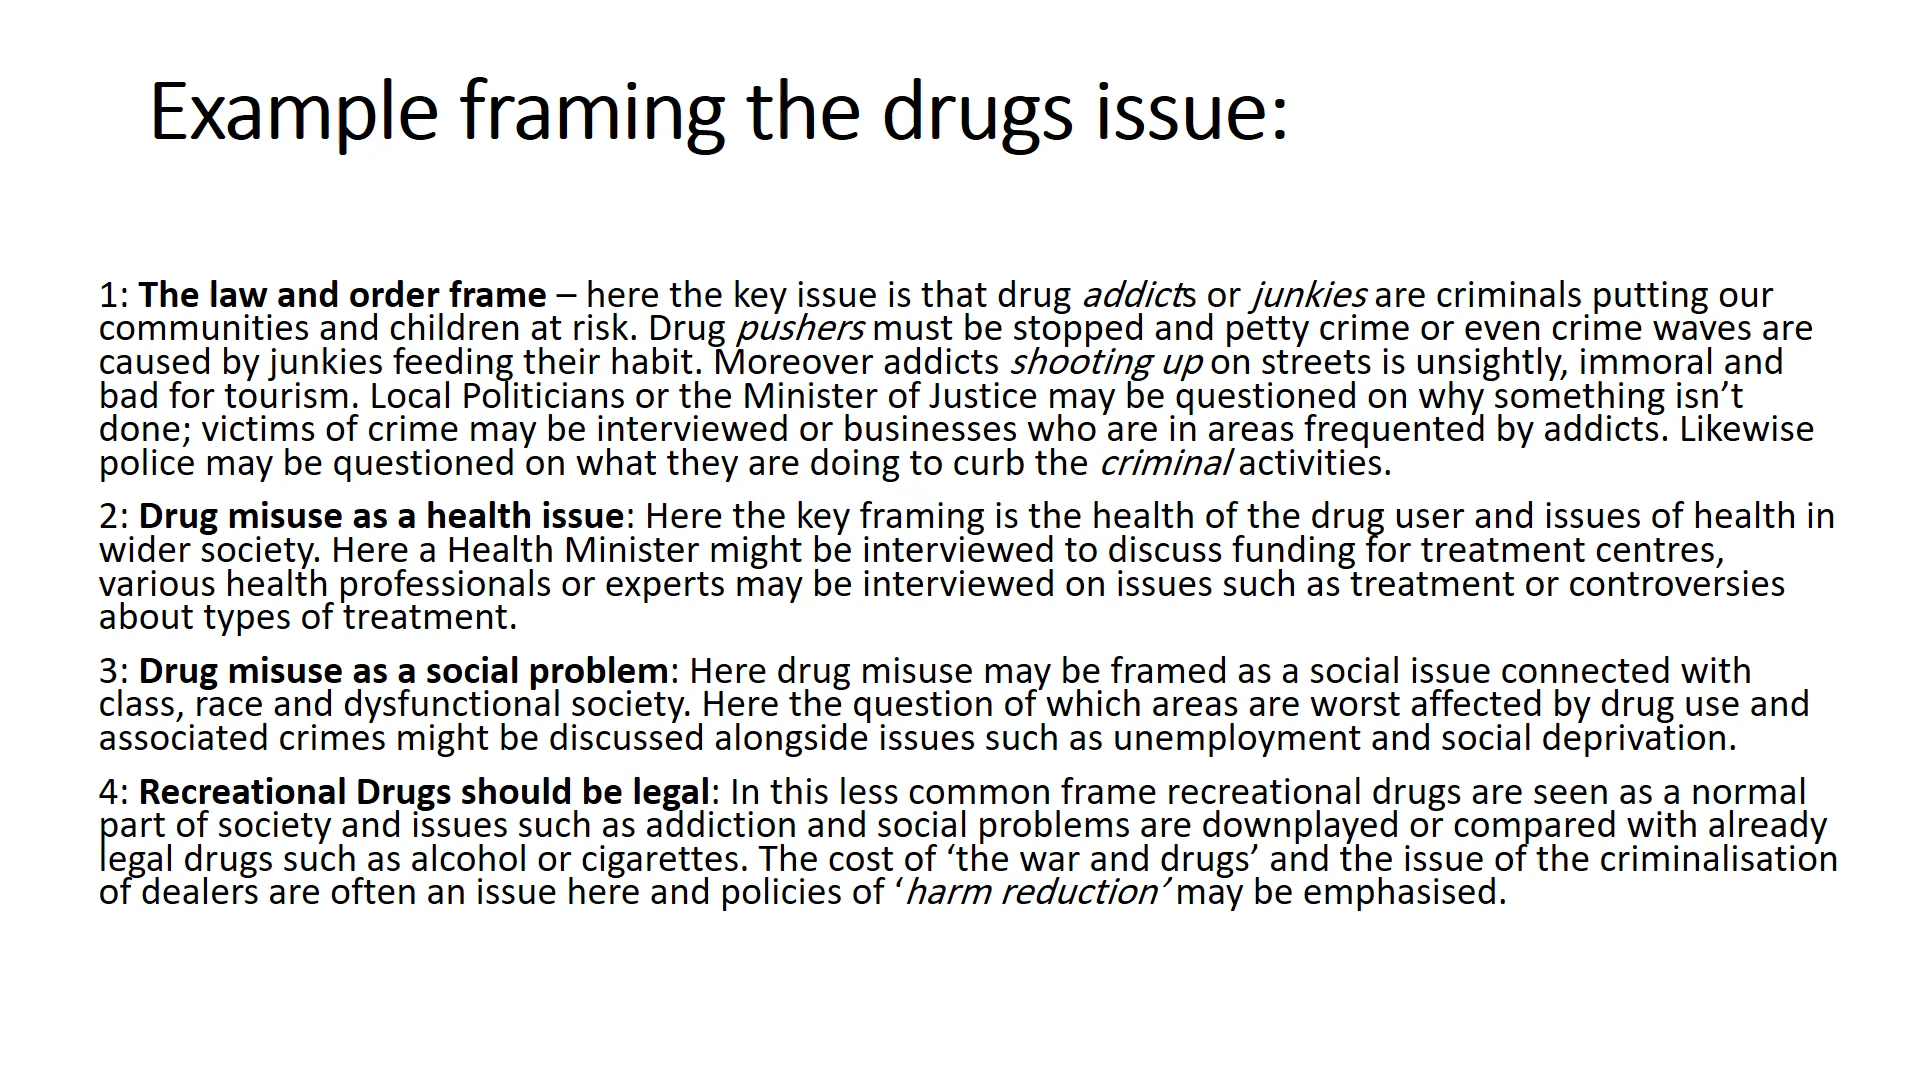 Example framing the drugs issue:
1: The law and order frame – here the key issue is that drug addicts or junkies are criminals putting our
communities and children at risk. Drug pushers must be stopped and petty crime or even crime waves are
caused by junkies feeding their habit. Moreover addicts shooting up on streets is unsightly, immoral and
bad for tourism. Local Politicians or the Minister of Justice may be questioned on why something isn’t
done; victims of crime may be interviewed or businesses who are in areas frequented by addicts. Likewise
police may be questioned on what they are doing to curb the criminal activities.
2: Drug misuse as a health issue: Here the key framing is the health of the drug user and issues of health in
wider society. Here a Health Minister might be interviewed to discuss funding for treatment centres,
various health professionals or experts may be interviewed on issues such as treatment or controversies
about types of treatment.
3: Drug misuse as a social problem: Here drug misuse may be framed as a social issue connected with
class, race and dysfunctional society. Here the question of which areas are worst affected by drug use and
associated crimes might be discussed alongside issues such as unemployment and social deprivation.
4: Recreational Drugs should be legal: In this less common frame recreational drugs are seen as a normal
part of society and issues such as addiction and social problems are downplayed or compared with already
legal drugs such as alcohol or cigarettes. The cost of ‘the war and drugs’ and the issue of the criminalisation
of dealers are often an issue here and policies of ‘harm reduction’ may be emphasised.